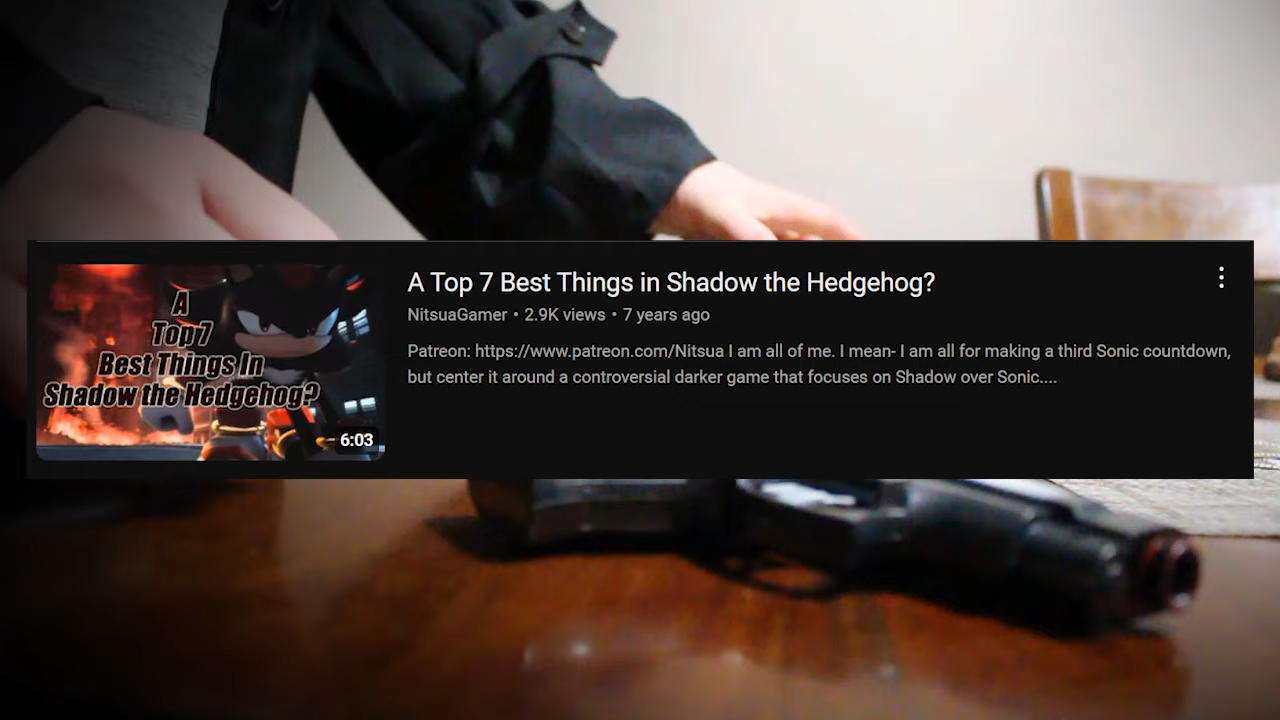 A
Top 7
Best Things In
Shadow the Hedgehog?
6:03
A Top 7 Best Things in Shadow the Hedgehog?
NitsuaGamer • 2.9K views • 7 years ago
Patreon: https://www.patreon.com/Nitsua I am all of me. I mean- I am all for making a third Sonic countdown,
but center it around a controversial darker game that focuses on Shadow over Sonic....